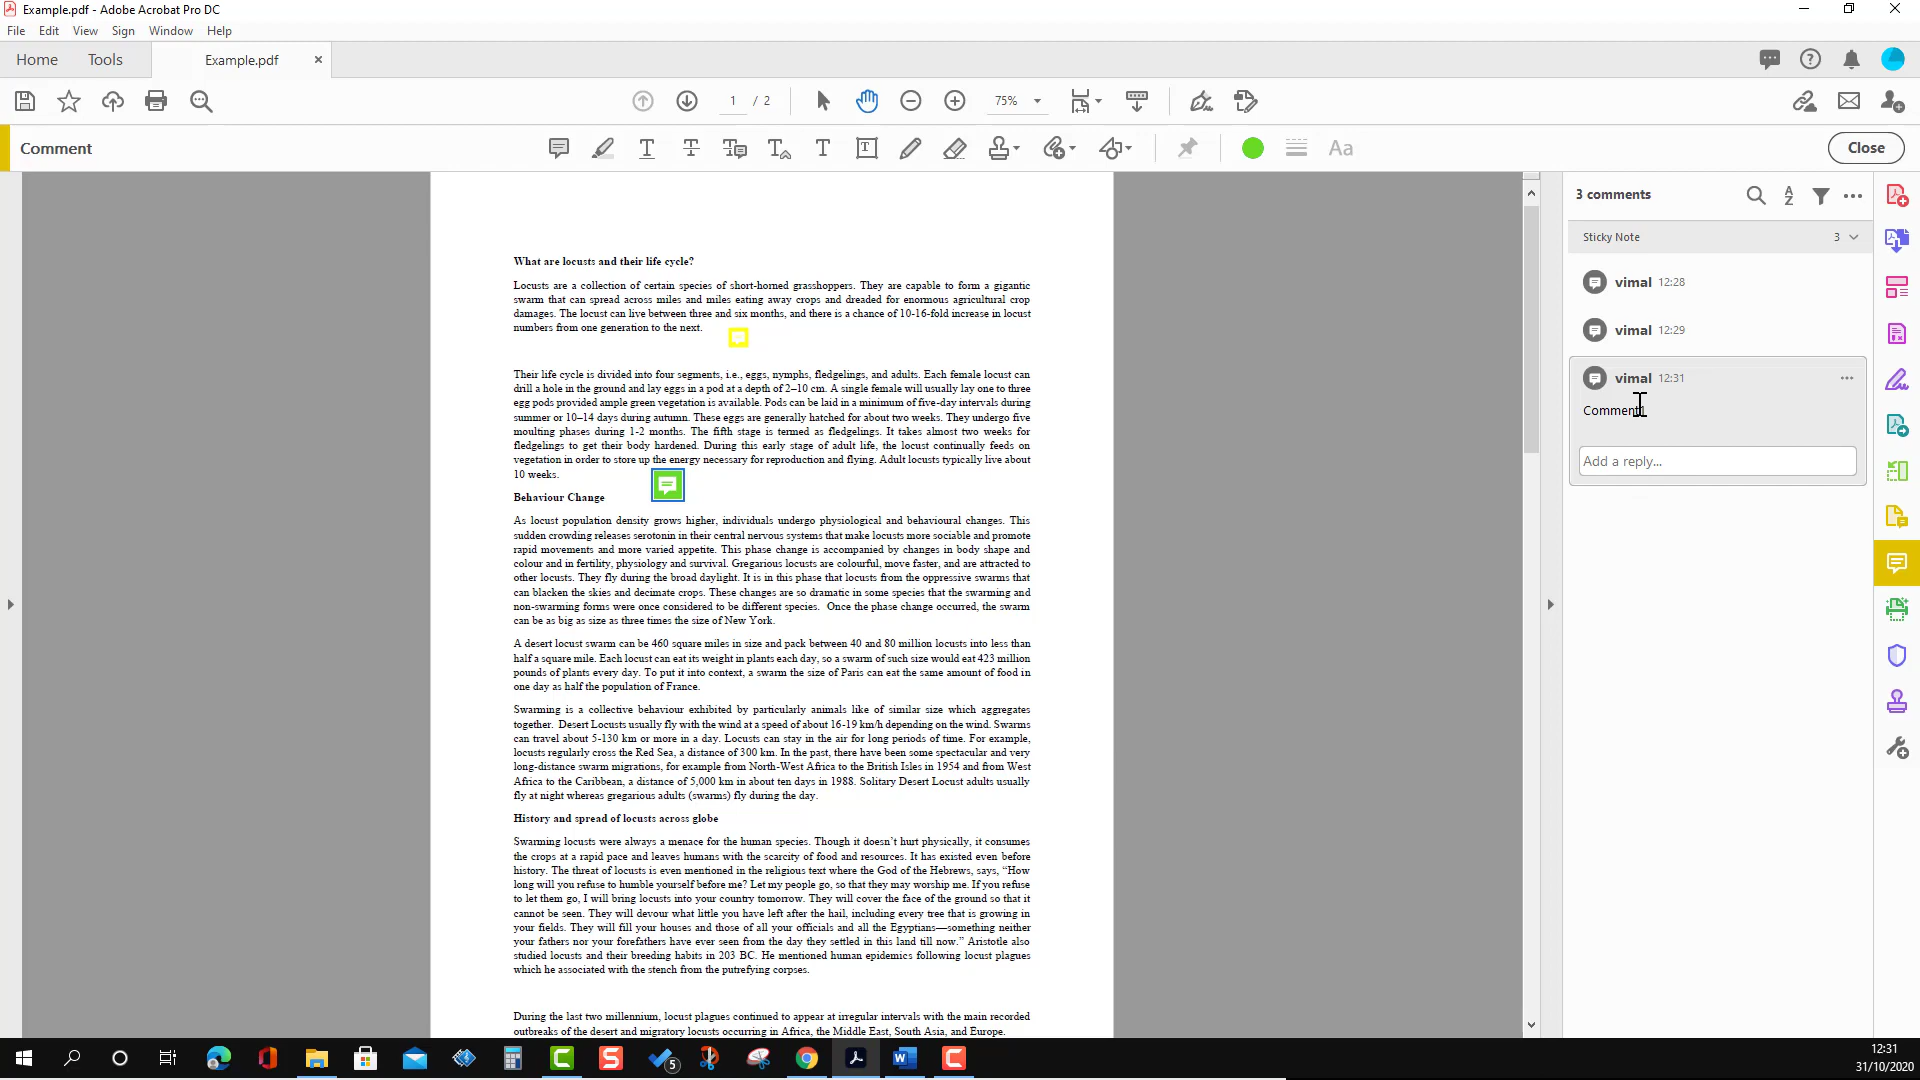 Example.pdf - Adobe Acrobat Pro DC
File Edit View Sign Window Help
Home Tools Example.pdf
1 / 2 75%
Comment
Close
What are locusts and their life cycle?
Locusts are a collection of certain species of short-horned grasshoppers. They are capable to form a gigantic
swarm that can spread across miles and miles eating away crops and dreaded for enormous agricultural crop
damages. The locust can live between three and six months, and there is a chance of 10-16-fold increase in locust
numbers from one generation to the next.
Their life cycle is divided into four segments, i.e., eggs, nymphs, fledgelings, and adults. Each female locust can
drill a hole in the ground and lay eggs in a pod at a depth of 2–10 cm. A single female will usually lay one to three
egg pods provided ample green vegetation is available. Pods can be laid in a minimum of five-day intervals during
summer or 10–14 days during autumn. These eggs are generally hatched for about two weeks. They undergo five
moulting phases during 1-2 months. The fifth stage is termed as fledgelings. It takes almost two weeks for
fledgelings to get their body hardened. During this early stage of adult life, the locust continually feeds on
vegetation in order to store up the energy necessary for reproduction and flying. Adult locusts typically live about
10 weeks.
Behaviour Change
As locust population density grows higher, individuals undergo physiological and behavioural changes. This
sudden crowding releases serotonin in their central nervous systems that make locusts more sociable and promote
rapid movements and more varied appetite. This phase change is accompanied by changes in body shape and
colour and in fertility, physiology and survival. Gregarious locusts are colourful, move faster, and are attracted to
other locusts. They fly during the broad daylight. It is in this phase that locusts from the oppressive swarms that
can blacken the skies and decimate crops. These changes are so dramatic in some species that the swarming and
non-swarming forms were once considered to be different species. Once the phase change occurred, the swarm
can be as big as size as three times the size of New York.
A desert locust swarm can be 460 square miles in size and pack between 40 and 80 million locusts into less than
half a square mile. Each locust can eat its weight in plants each day, so a swarm of such size would eat 423 million
pounds of plants every day. To put it into context, a swarm the size of Paris can eat the same amount of food in
one day as half the population of France.
Swarming is a collective behaviour exhibited by particularly animals like of similar size which aggregates
together. Desert Locusts usually fly with the wind at a speed of about 16-19 km/h depending on the wind. Swarms
can travel about 5-130 km or more in a day. Locusts can stay in the air for long periods of time. For example,
locusts regularly cross the Red Sea, a distance of 300 km. In the past, there have been some spectacular and very
long-distance swarm migrations, for example from North-West Africa to the British Isles in 1954 and from West
Africa to the Caribbean, a distance of 5,000 km in about ten days in 1988. Solitary Desert Locust adults usually
fly at night whereas gregarious adults (swarms) fly during the day.
History and spread of locusts across globe
Swarming locusts were always a menace for the human species. Though it doesn't hurt physically, it consumes
the crops at a rapid pace and leaves humans with the scarcity of food and resources. It has existed even before
history. The threat of locusts is even mentioned in the religious text where the God of the Hebrews, says, “How
long will you refuse to humble yourself before me? Let my people go, so that they may worship me. If you refuse
to let them go, I will bring locusts into your country tomorrow. They will cover the face of the ground so that it
cannot be seen. They will devour what little you have left after the hail, including every tree that is growing in
your fields. They will fill your houses and those of all your officials and all the Egyptians—something neither
your fathers nor your forefathers have ever seen from the day they settled in this land till now.” Aristotle also
studied locusts and their breeding habits in 203 BC. He mentioned human epidemics following locust plagues
which he associated with the stench from the putrefying corpses.
During the last two millennium, locust plagues continued to appear at irregular intervals with the main recorded
outbreaks of the desert and migratory locusts occurring in Africa, the Middle East, South Asia, and Europe.
3 comments
Sticky Note 3
vimal 12:28
vimal 12:29
vimal 12:31
Comment1
Add a reply...
5
12:31
31/10/2020